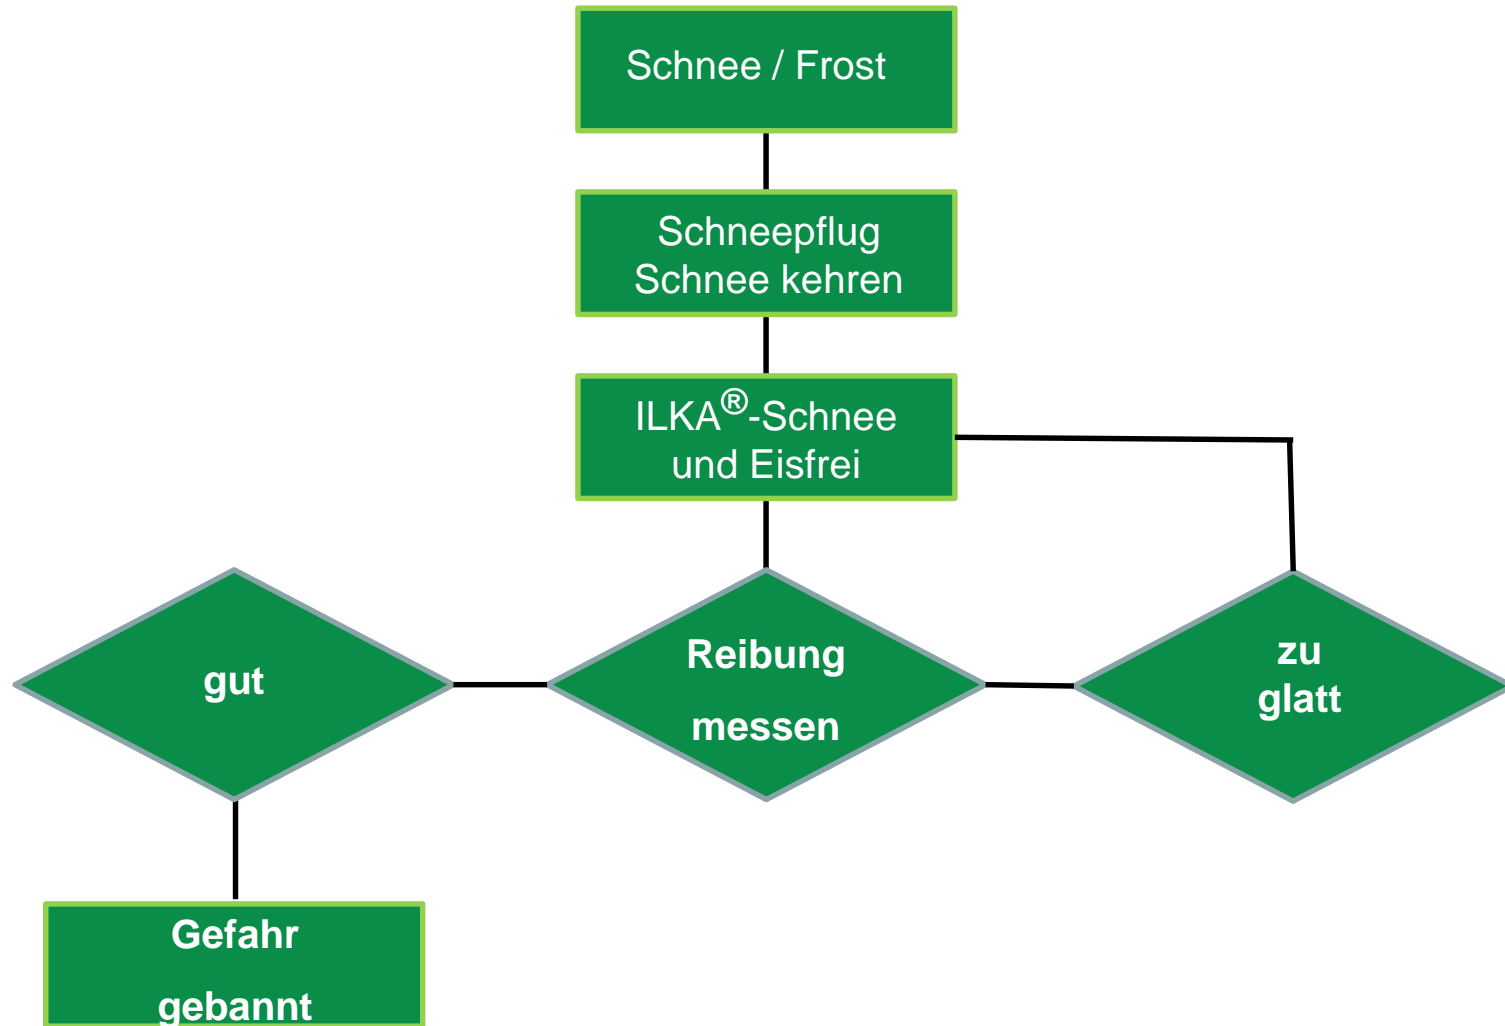 Schnee / Frost
Schneepflug
Schnee kehren
ILKA®-Schnee
und Eisfrei
gut
Reibung
messen
zu
glatt
Gefahr
gebannt